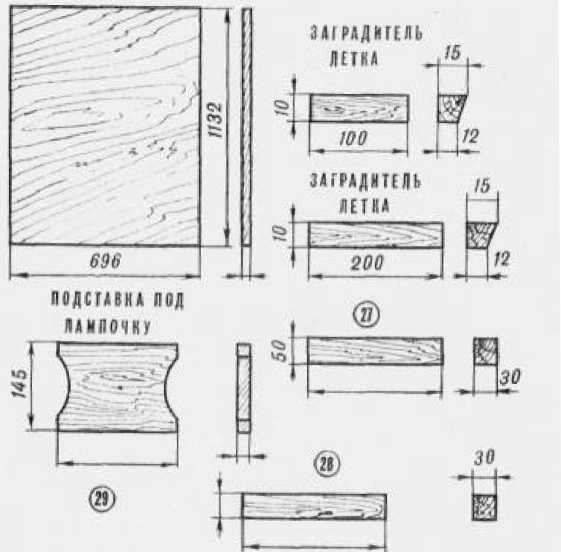 ЗАГРАДИТЕЛЬ
ЛЕТКА
15
10
100
12
1132
696
ЗАГРАДИТЕЛЬ
ЛЕТКА
15
10
200
12
ПОДСТАВКА ПОД
ЛАМПОЧКУ
145
27
50
30
28
29
30